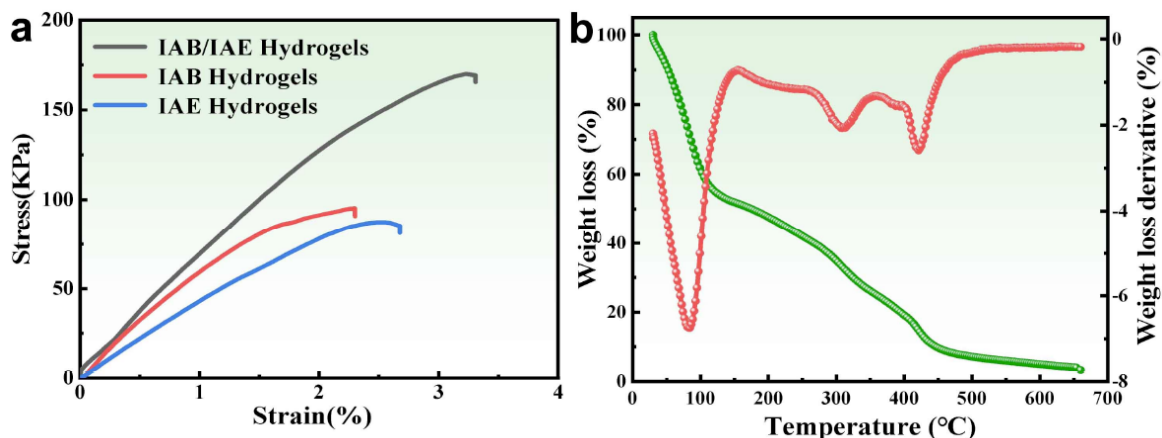 a
IAB/IAE Hydrogels
IAB Hydrogels
IAE Hydrogels
Stress(KPa)
200
150
100
50
0
0 1 2 3 4
Strain(%)
b
Weight loss (%)
100
80
60
40
20
0
0 100 200 300 400 500 600 700
Temperature (°C)
0
-2
-4
-6
-8
Weight loss derivative (%)